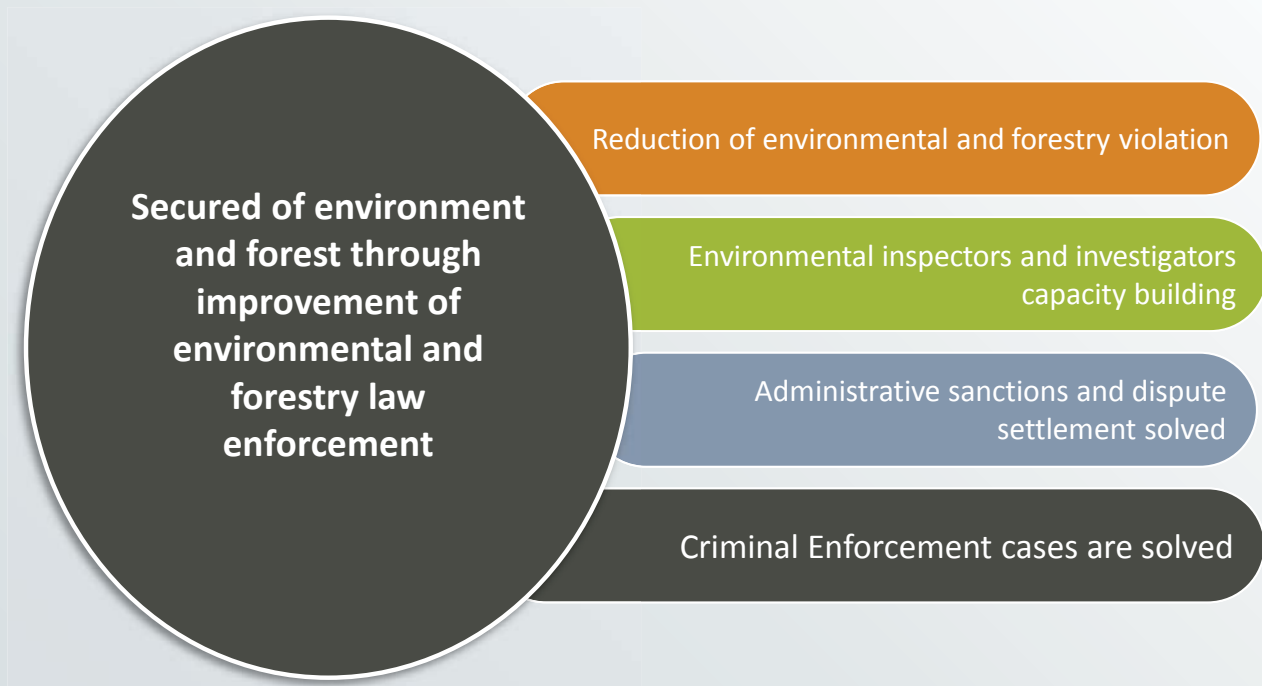 Secured of environment
and forest through
improvement of
environmental and
forestry law
enforcement
Reduction of environmental and forestry violation
Environmental inspectors and investigators
capacity building
Administrative sanctions and dispute
settlement solved
Criminal Enforcement cases are solved